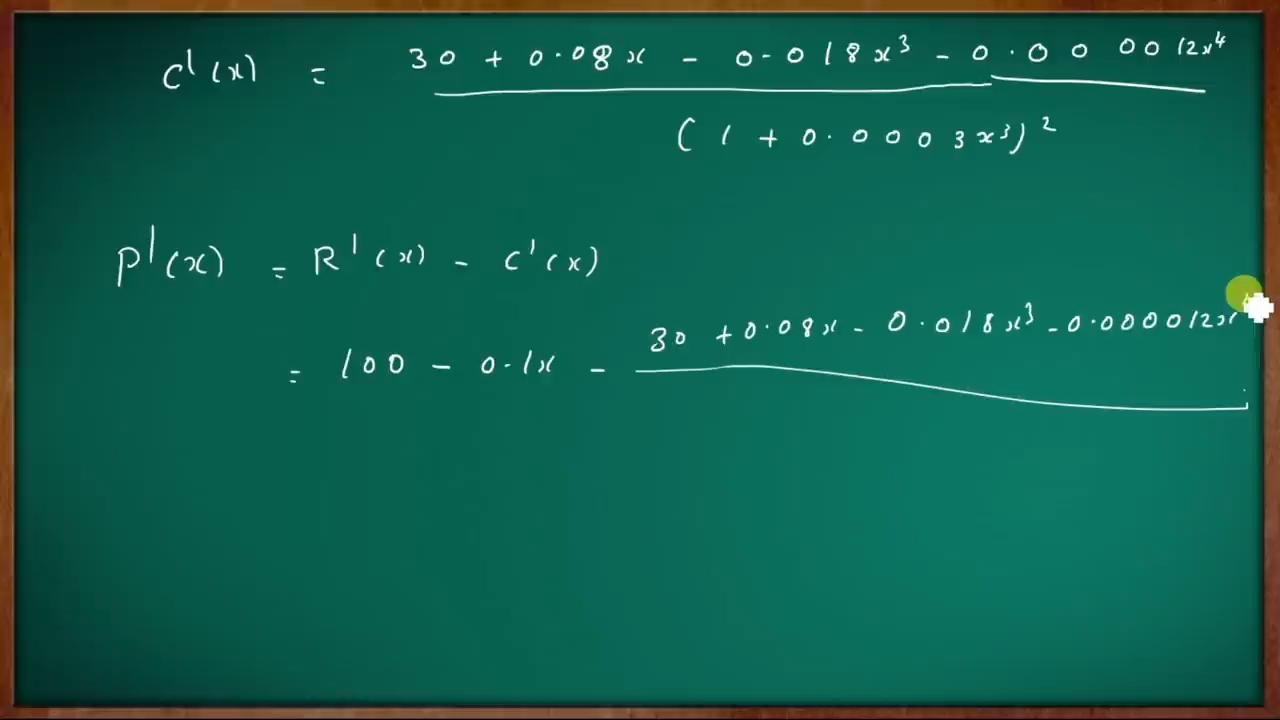 C'(x) = 30 + 0.08x - 0.018x³ - 0.000012x⁴
(1 + 0.0003x³)²
P'(x) = R'(x) - C'(x)
30 + 0.08x - 0.018x³ - 0.000012x
= 100 - 0.1x -